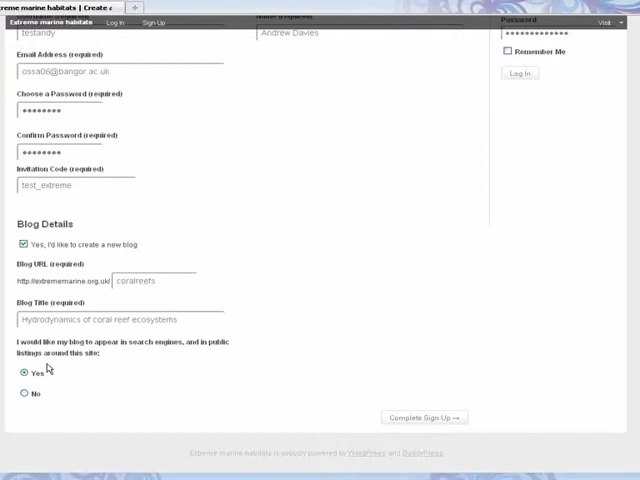 Extreme marine habitats | Create a
Extreme marine habitats Log In Sign Up Visit
Username (required) Name (required) Password
testandy Andrew Davies •••••••••••••
Email Address (required) Remember Me
ossa06@bangor.ac.uk Log In
Choose a Password (required)
••••••••
Confirm Password (required)
••••••••
Invitation Code (required)
test_extreme
Blog Details
Yes, I'd like to create a new blog
Blog URL (required)
http://extrememarine.org.uk/ coralreefs
Blog Title (required)
Hydrodynamics of coral reef ecosystems
I would like my blog to appear in search engines, and in public
listings around this site:
Yes
No
Complete Sign Up →
Extreme marine habitats is proudly powered by WordPress and BuddyPress